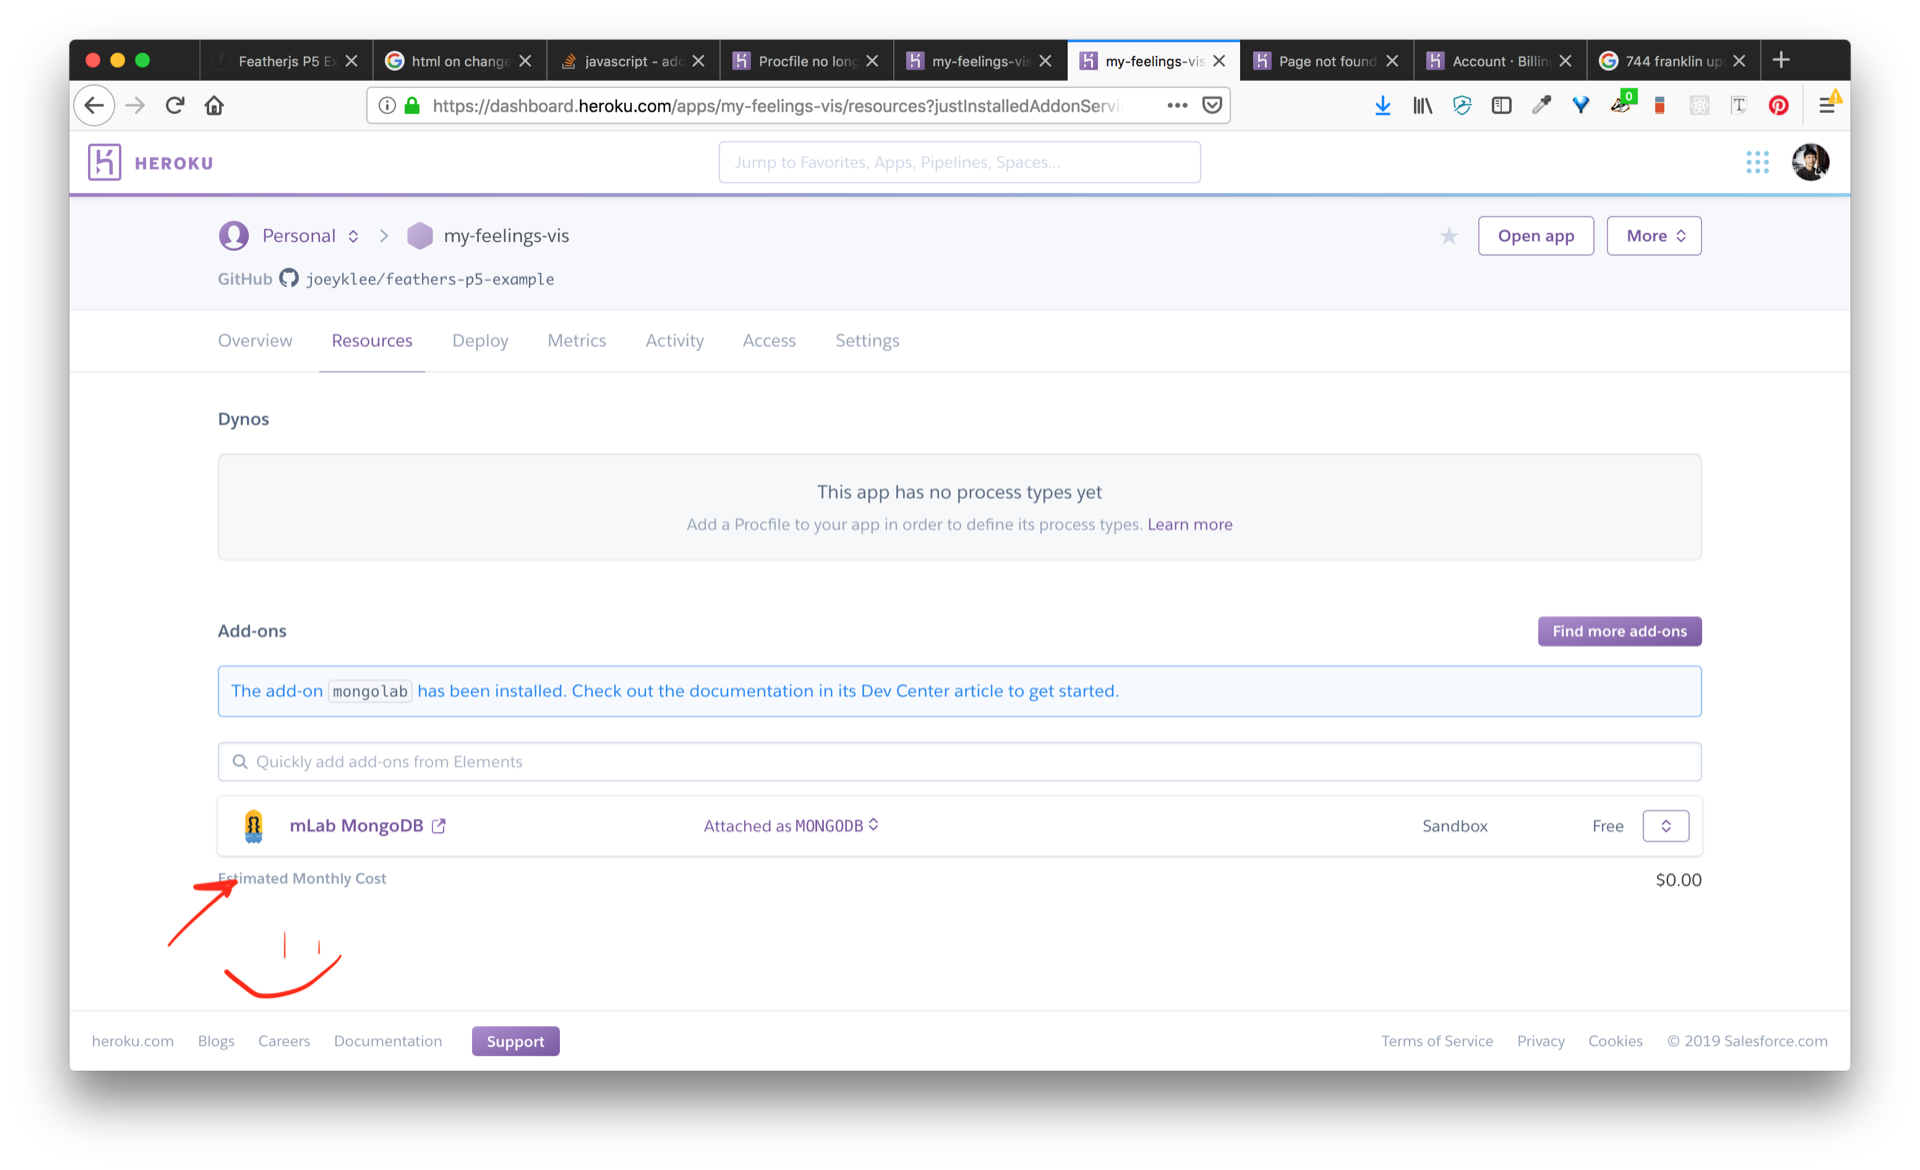 Featherjs P5 Ex
html on change
javascript - add
Procfile no long
my-feelings-vis
my-feelings-vis
Page not found
Account · Billin
744 franklin up
https://dashboard.heroku.com/apps/my-feelings-vis/resources?justInstalledAddonServi
0
HEROKU
Jump to Favorites, Apps, Pipelines, Spaces...
Personal
my-feelings-vis
Open app
More
GitHub joeyklee/feathers-p5-example
Overview Resources Deploy Metrics Activity Access Settings
Dynos
This app has no process types yet
Add a Procfile to your app in order to define its process types. Learn more
Add-ons
Find more add-ons
The add-on mongolab has been installed. Check out the documentation in its Dev Center article to get started.
Quickly add add-ons from Elements
mLab MongoDB Attached as MONGODB Sandbox Free
Estimated Monthly Cost $0.00
heroku.com Blogs Careers Documentation Support Terms of Service Privacy Cookies © 2019 Salesforce.com